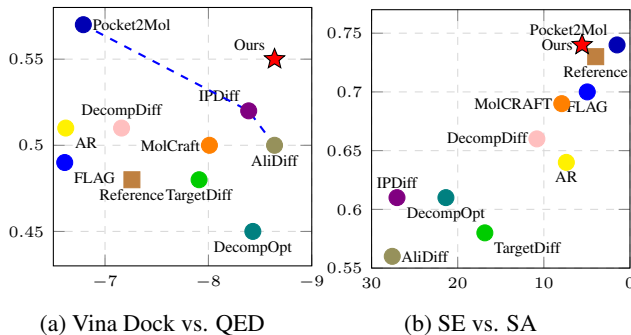 Pocket2Mol
Ours
0.55
IPDiff
DecompDiff
AR
MolCraft
0.5
AliDiff
FLAG
Reference
TargetDiff
0.45
DecompOpt
−7
−8
−9
(a) Vina Dock vs. QED
0.75
Pocket2Mol
Ours
Reference
0.7
MolCRAFT
FLAG
DecompDiff
0.65
AR
IPDiff
0.6
DecompOpt
TargetDiff
AliDiff
0.55
30
20
10
0
(b) SE vs. SA